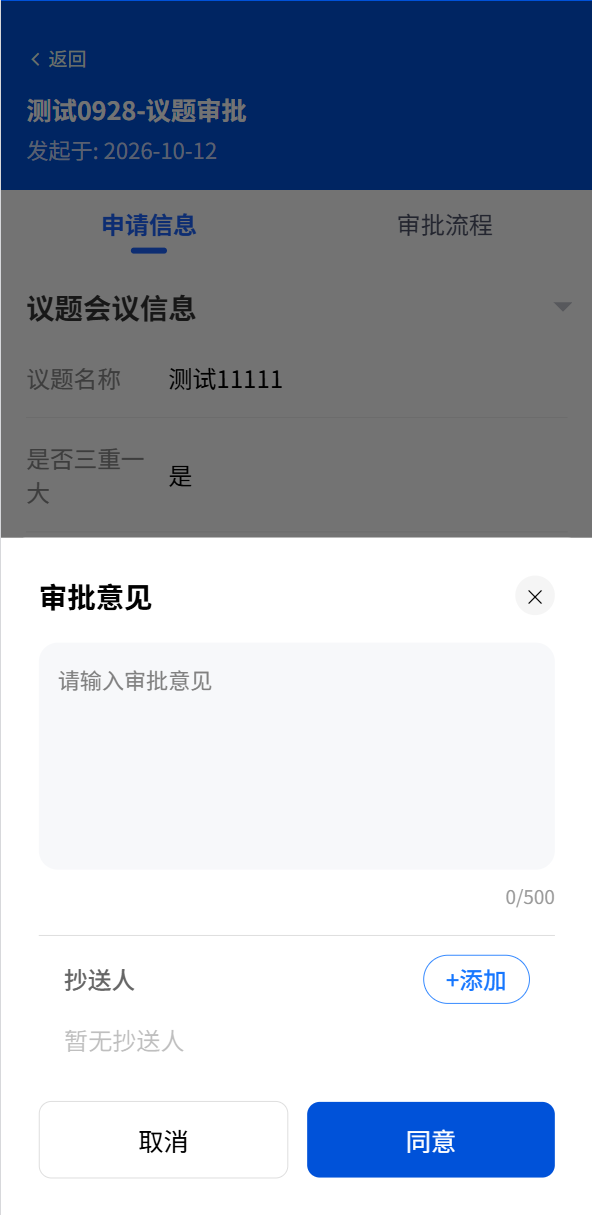 返回
测试0928-议题审批
发起于: 2026-10-12
申请信息 审批流程
议题会议信息
议题名称 测试11111
是否三重一
大
是
审批意见
请输入审批意见
0/500
抄送人 +添加
暂无抄送人
取消 同意